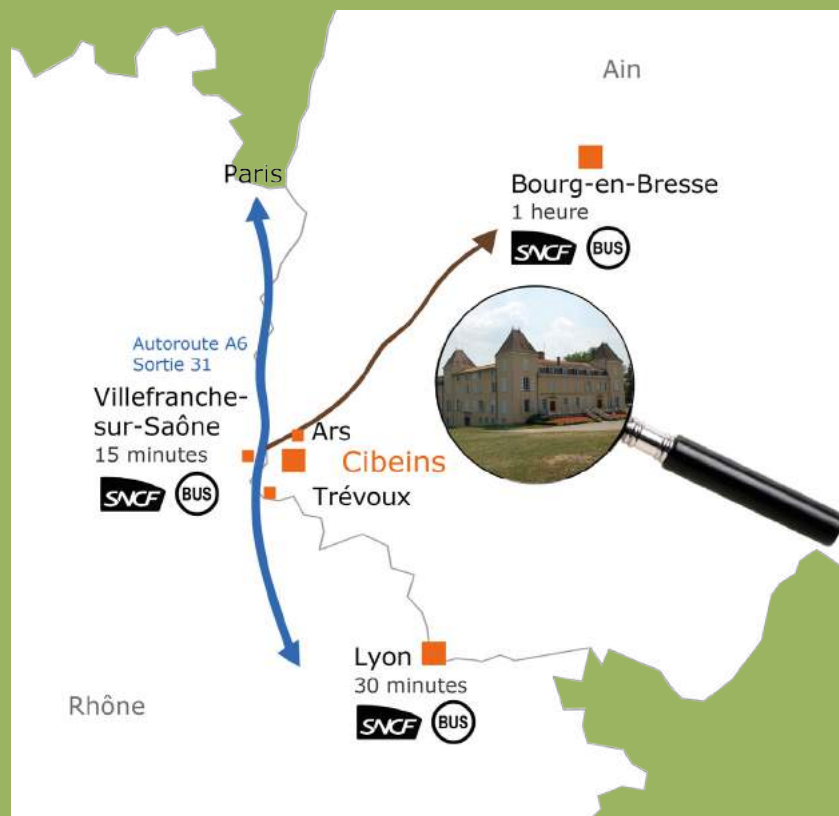 Ain
Paris
Bourg-en-Bresse
1 heure
SNCF BUS
Autoroute A6
Sortie 31
Villefranche-
sur-Saône
15 minutes
SNCF BUS
Ars
Cibeins
Trévoux
Lyon
30 minutes
SNCF BUS
Rhône